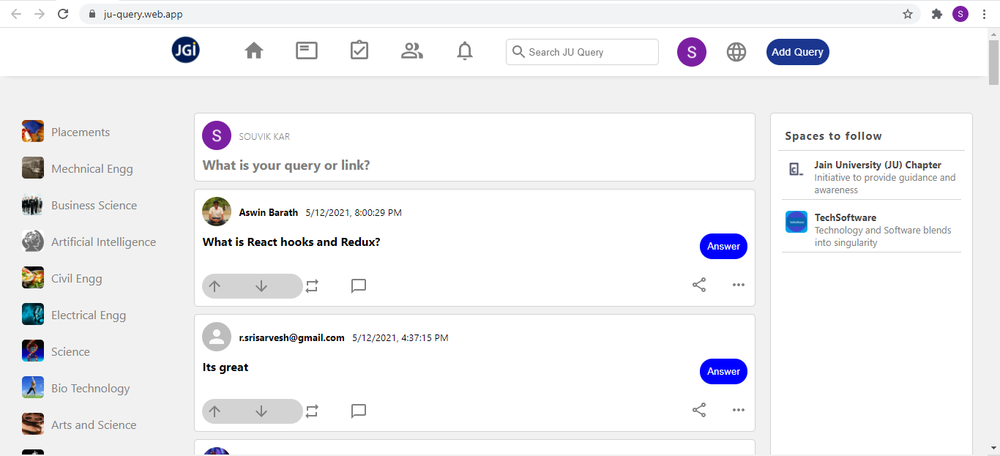 ju-query.web.app
S
JGi
Search JU Query
S
Add Query
Placements
Mechnical Engg
Business Science
Artificial Intelligence
Civil Engg
Electrical Engg
Science
Bio Technology
Arts and Science
S
SOUVIK KAR
What is your query or link?
Aswin Barath 5/12/2021, 8:00:29 PM
What is React hooks and Redux?
Answer
r.srisarvesh@gmail.com 5/12/2021, 4:37:15 PM
Its great
Answer
Spaces to follow
Jain University (JU) Chapter
Initiative to provide guidance and
awareness
TechSoftware
Technology and Software blends
into singularity